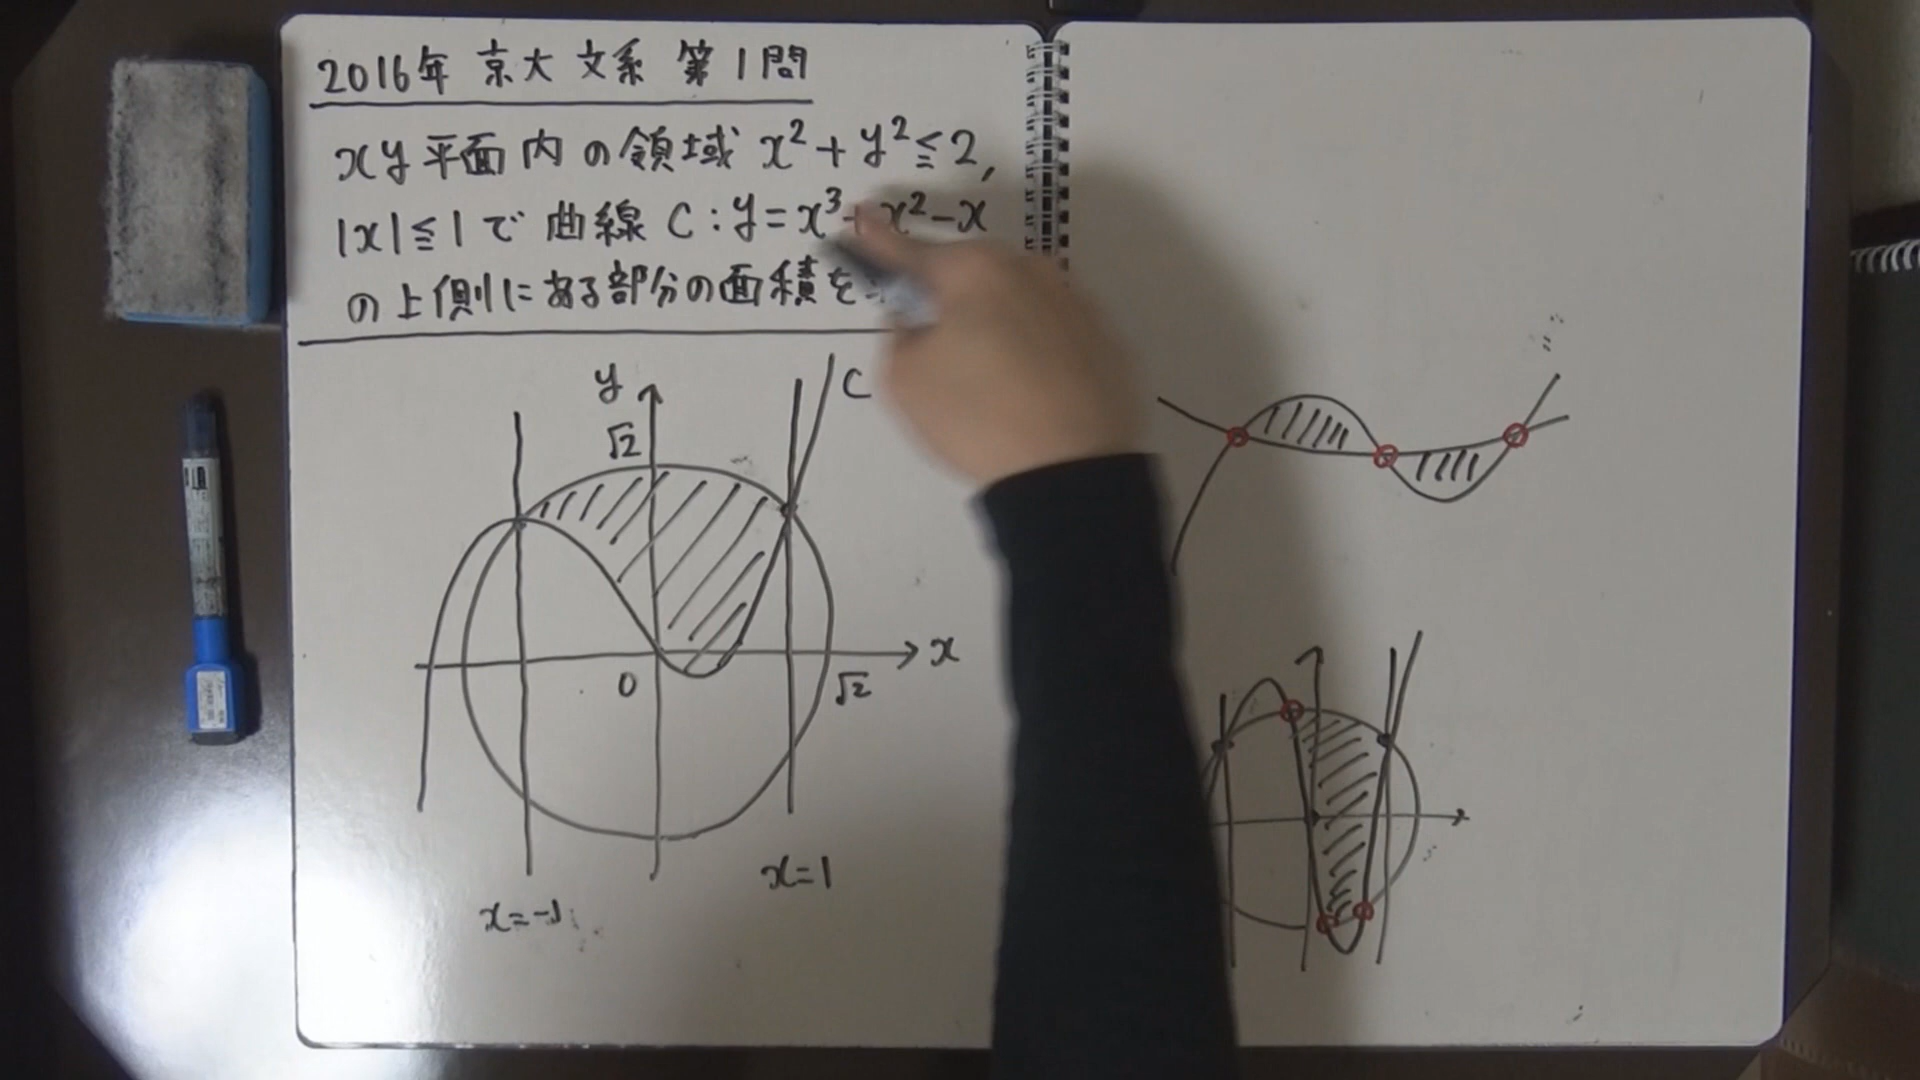 2016年 京大 文系 第1問
xy平面内の領域 x²+y²≦2,
|x|≦1で 曲線 C:y=x³+x²-x
の上側にある部分の面積を
y
C
√2
x
0
√2
x=1
x=-1